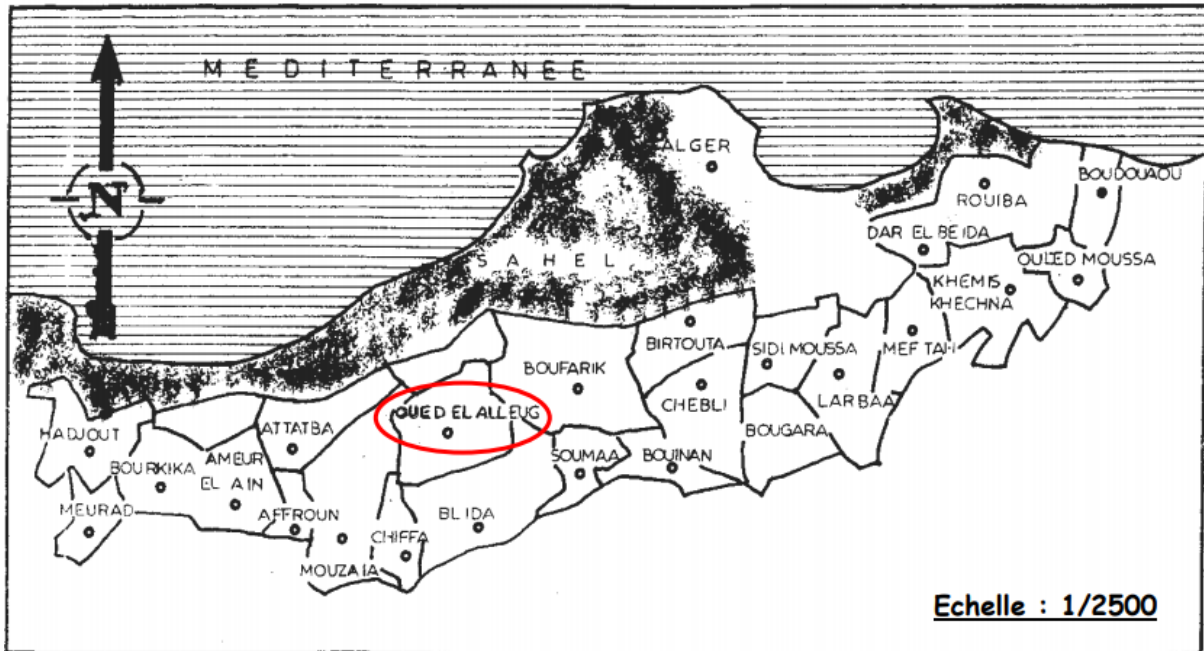 MEDITERRANEE
ALGER
BOUDOUAOU
ROUIBA
DAR EL BEIDA
SAHEL
OULED MOUSSA
KHEMIS
KHECHNA
BIRTOUTA
SIDI MOUSSA
MEFTAH
BOUFARIK
CHEBLI
LARBAA
OUED EL ALLEUG
HADJOUT
ATTATBA
BOUGARA
BOURKIKA
AMEUR
EL AIN
SOUMAA
BOUINAN
MEURAD
AFFROUN
BLIDA
CHIFFA
MOUZAIA
N
Echelle : 1/2500